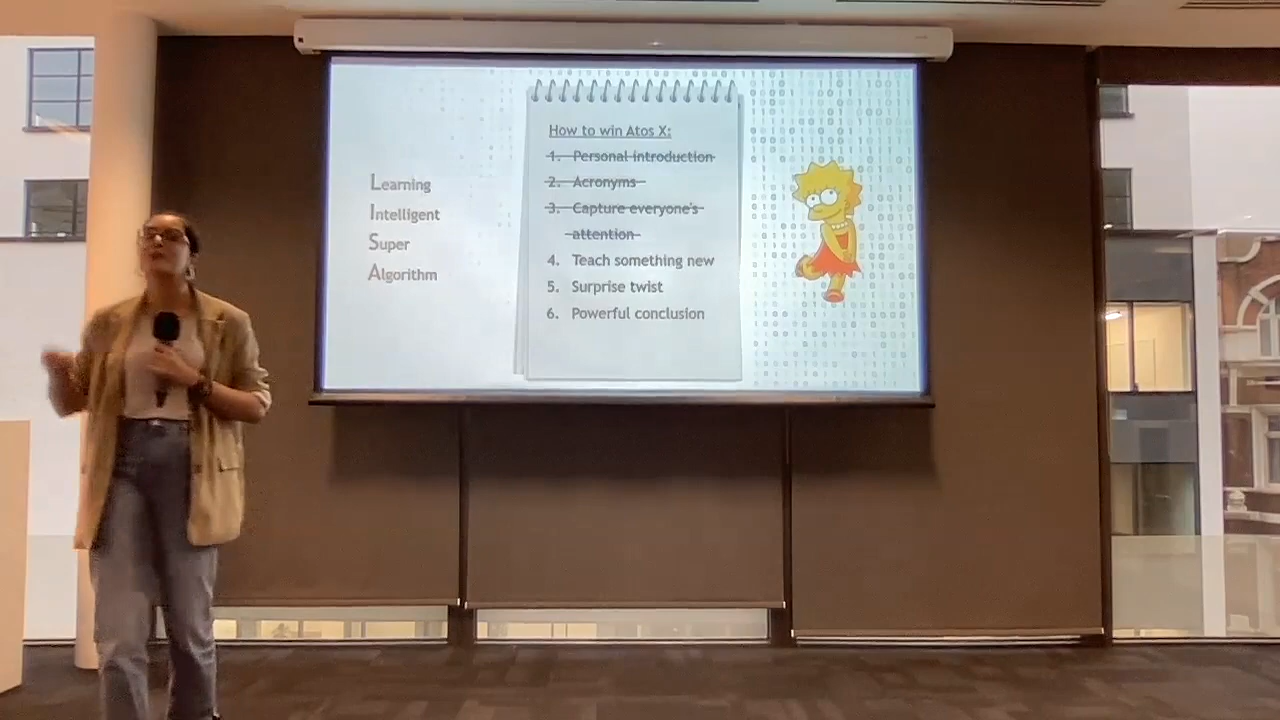 Learning
Intelligent
Super
Algorithm
How to win Atos X:
1. Personal introduction
2. Acronyms
3. Capture everyone's
attention
4. Teach something new
5. Surprise twist
6. Powerful conclusion